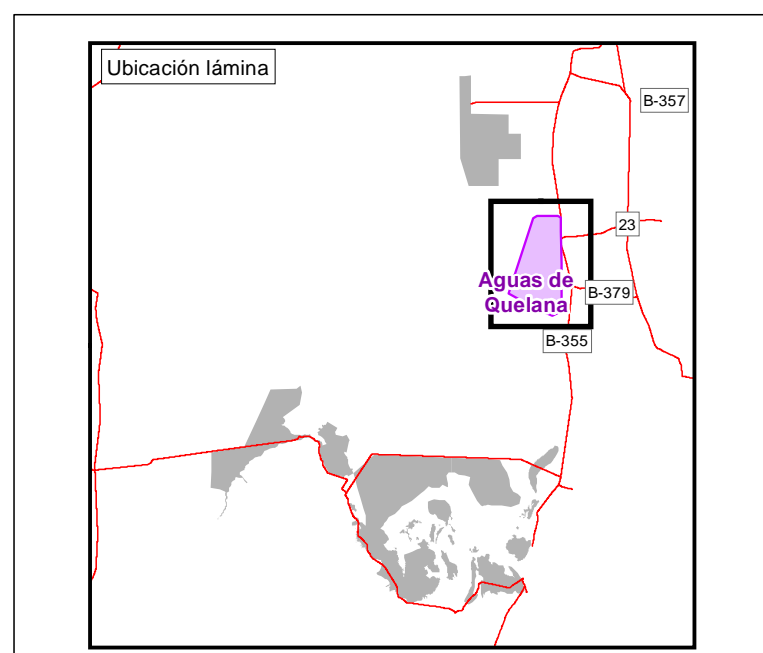 Ubicación lámina
B-357
23
Aguas de
Quelana
B-379
B-355